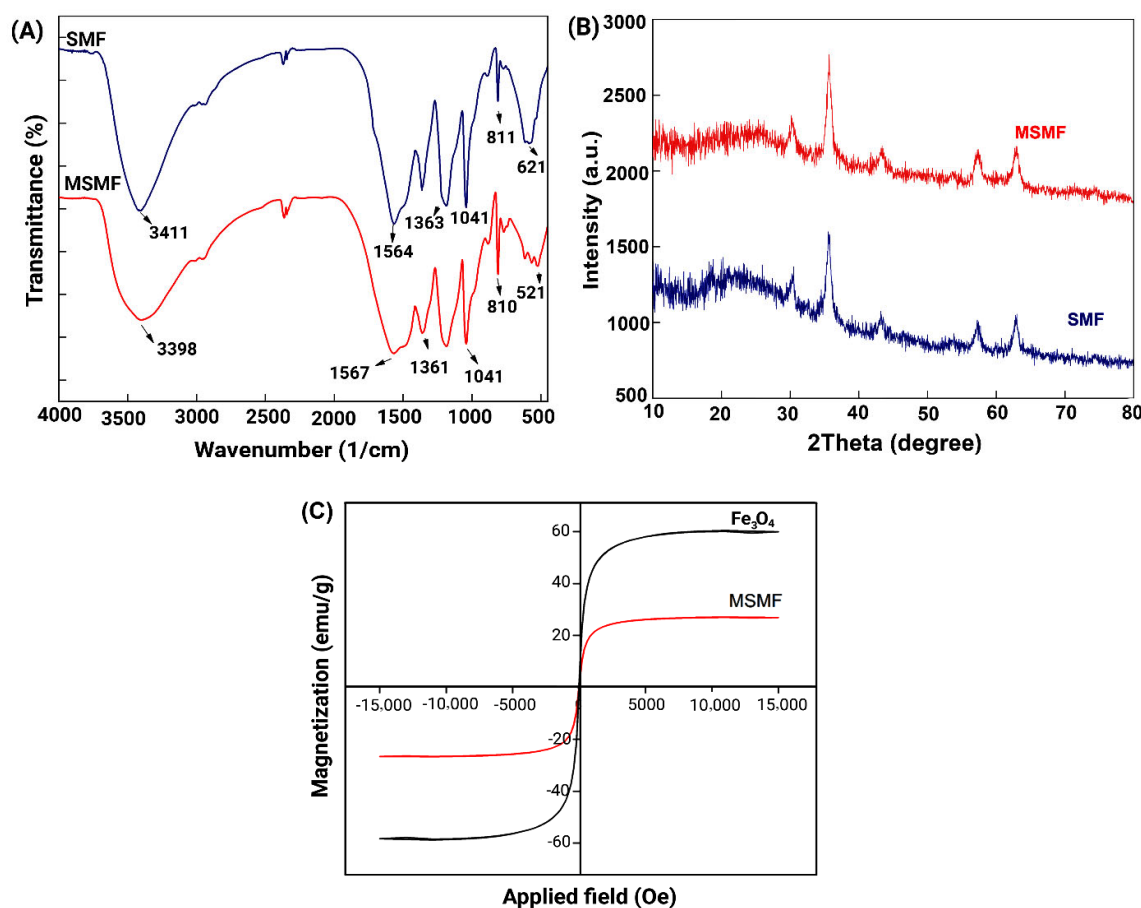 (A)
SMF
MSMF
3411
1564
1363
1041
811
621
3398
1567
1361
1041
810
521
Transmittance (%)
4000 3500 3000 2500 2000 1500 1000 500
Wavenumber (1/cm)
(B)
3000
2500
2000
1500
1000
500
MSMF
SMF
Intensity (a.u.)
10 20 30 40 50 60 70 80
2Theta (degree)
(C)
Fe₃O₄
MSMF
60
40
20
-15,000 -10,000 -5000 5000 10,000 15,000
-20
-40
-60
Magnetization (emu/g)
Applied field (Oe)